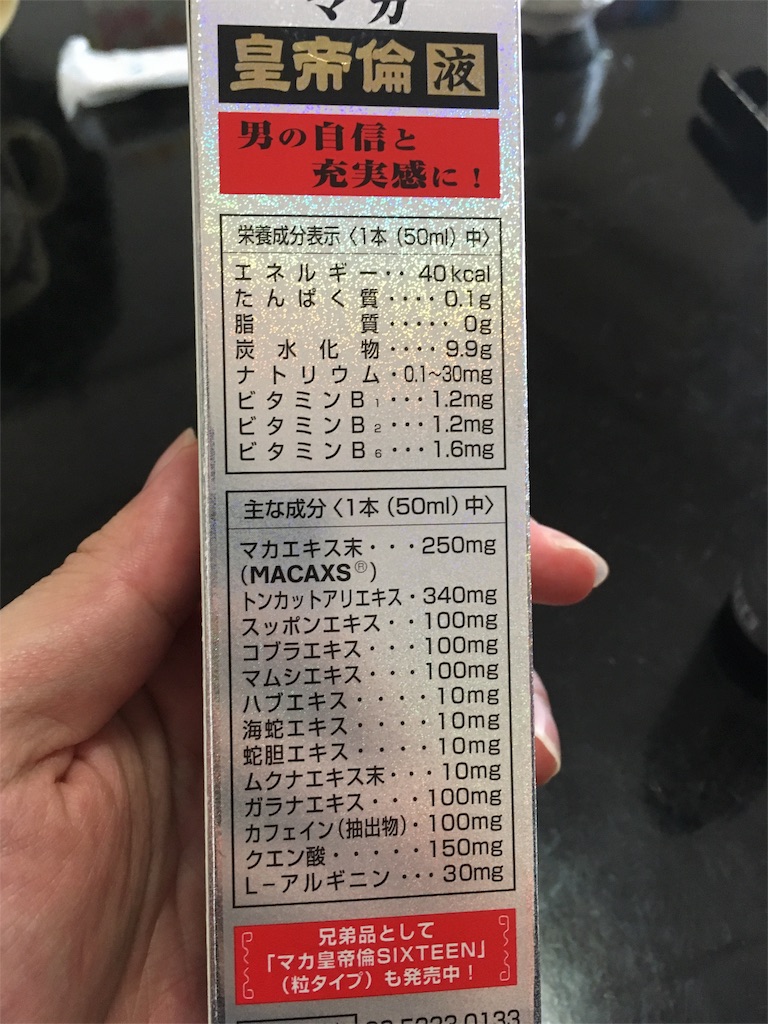 マカ
皇帝倫 液
男の自信と
充実感に!
栄養成分表示〈1本(50ml)中〉
エネルギー‥40kcal
たんぱく質‥‥0.1g
脂質‥‥・0g
炭水化物‥‥9.9g
ナトリウム・0.1~30mg
ビタミンB₁・・・1.2mg
ビタミンB₂・・・1.2mg
ビタミンB₆・・・1.6mg
主な成分〈1本(50ml)中〉
マカエキス末・・・250mg
(MACAXS®)
トンカットアリエキス・340mg
スッポンエキス・・100mg
コブラエキス・・・100mg
マムシエキス・・・100mg
ハブエキス・・・・10mg
海蛇エキス・・・・10mg
蛇胆エキス・・・・10mg
ムクナエキス末・・・10mg
ガラナエキス・・・100mg
カフェイン(抽出物)・100mg
クエン酸・・・・・150mg
L-アルギニン・・・30mg
兄弟品として
「マカ皇帝倫SIXTEEN」
(粒タイプ)も発売中!